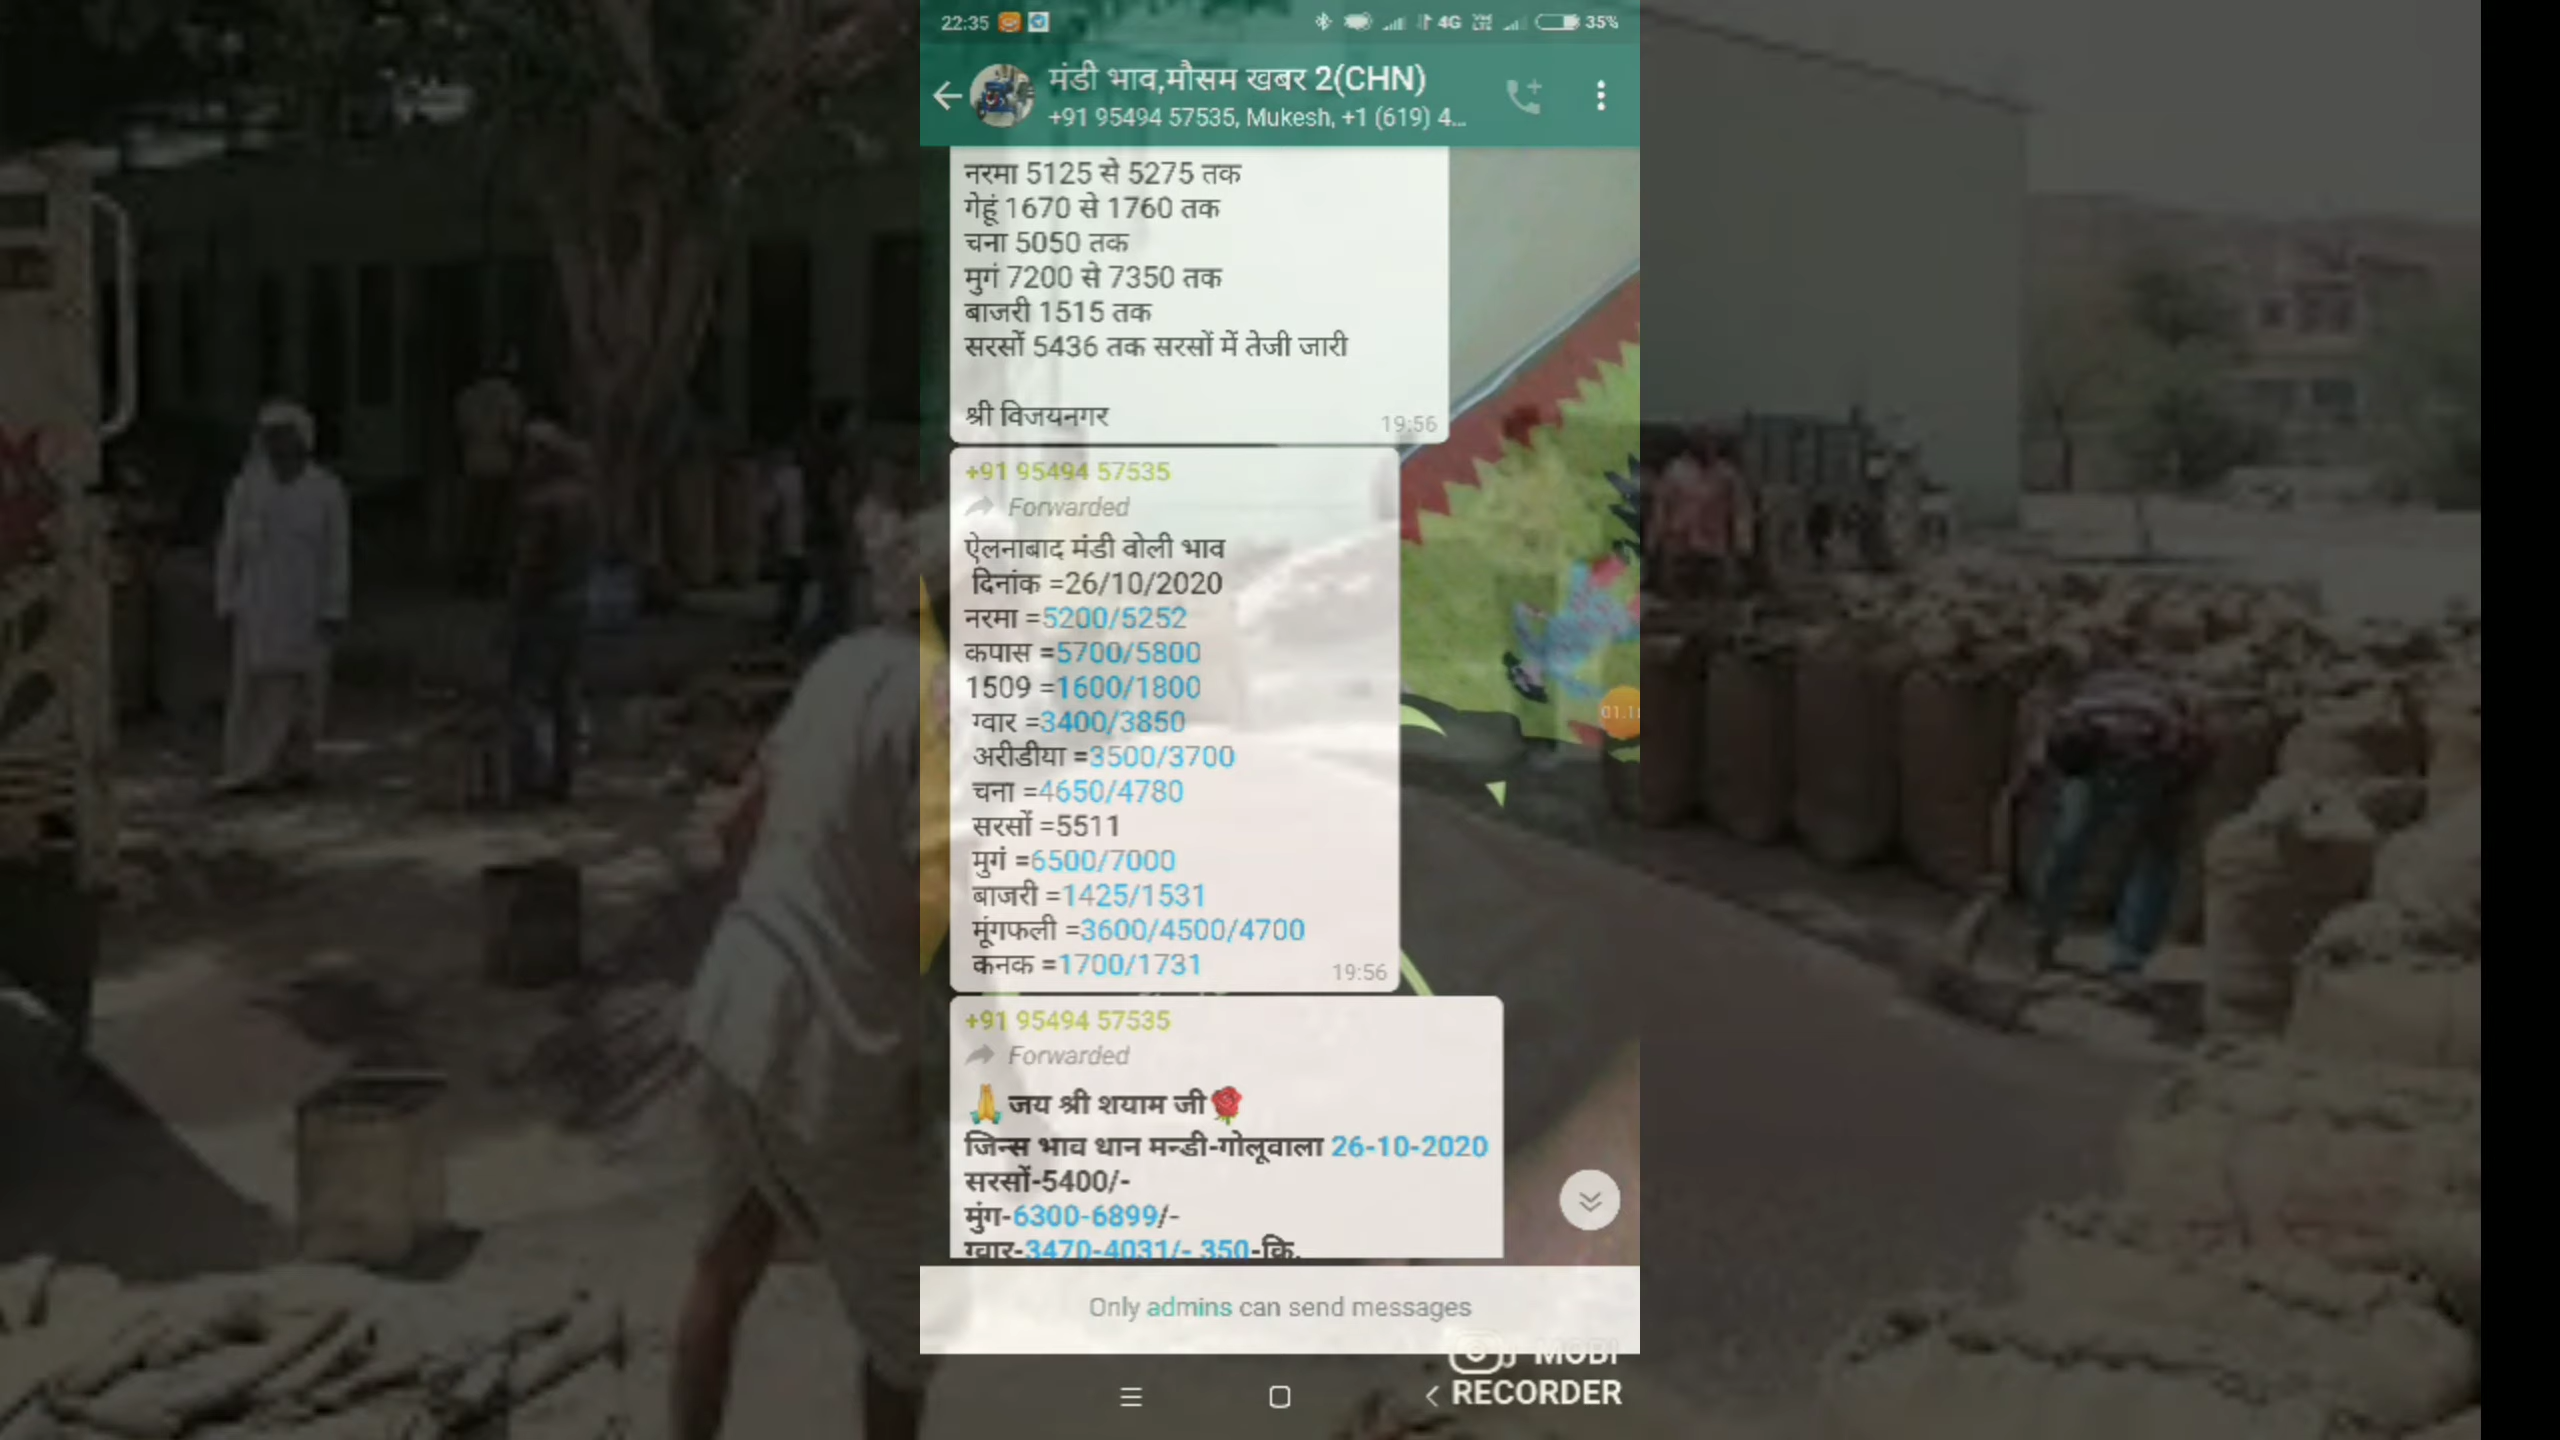 22:35
4G
35%
मंडी भाव,मौसम खबर 2(CHN)
+91 95494 57535, Mukesh, +1 (619) 4...
नरमा 5125 से 5275 तक
गेहूं 1670 से 1760 तक
चना 5050 तक
मुगं 7200 से 7350 तक
बाजरी 1515 तक
सरसों 5436 तक सरसों में तेजी जारी
श्री विजयनगर
19:56
+91 95494 57535
Forwarded
ऐलनाबाद मंडी वोली भाव
दिनांक =26/10/2020
नरमा =5200/5252
कपास =5700/5800
1509 =1600/1800
ग्वार =3400/3850
अरीडीया =3500/3700
चना =4650/4780
सरसों =5511
मुगं =6500/7000
बाजरी =1425/1531
मूंगफली =3600/4500/4700
कनक =1700/1731
19:56
+91 95494 57535
Forwarded
🙏जय श्री शयाम जी🌹
जिन्स भाव धान मन्डी-गोलूवाला 26-10-2020
सरसों-5400/-
मुंग-6300-6899/-
ग्वार-3470-4031/- 350-कि.
Only admins can send messages
MOBI
RECORDER